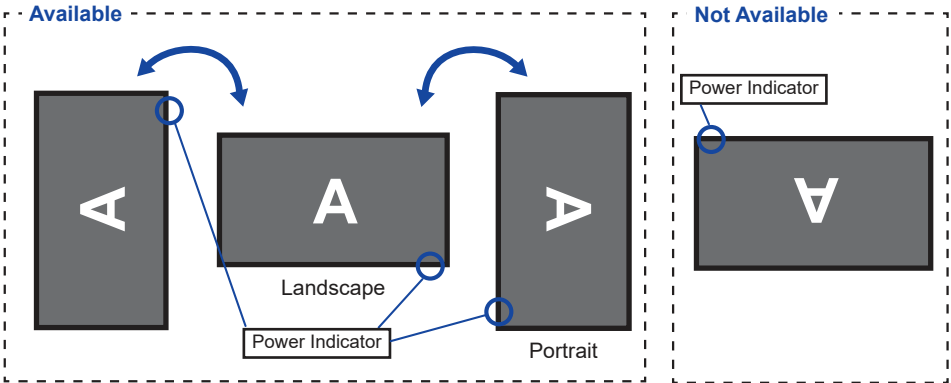 Available
Not Available
Power Indicator
A
A
A
A
Landscape
Power Indicator
Portrait